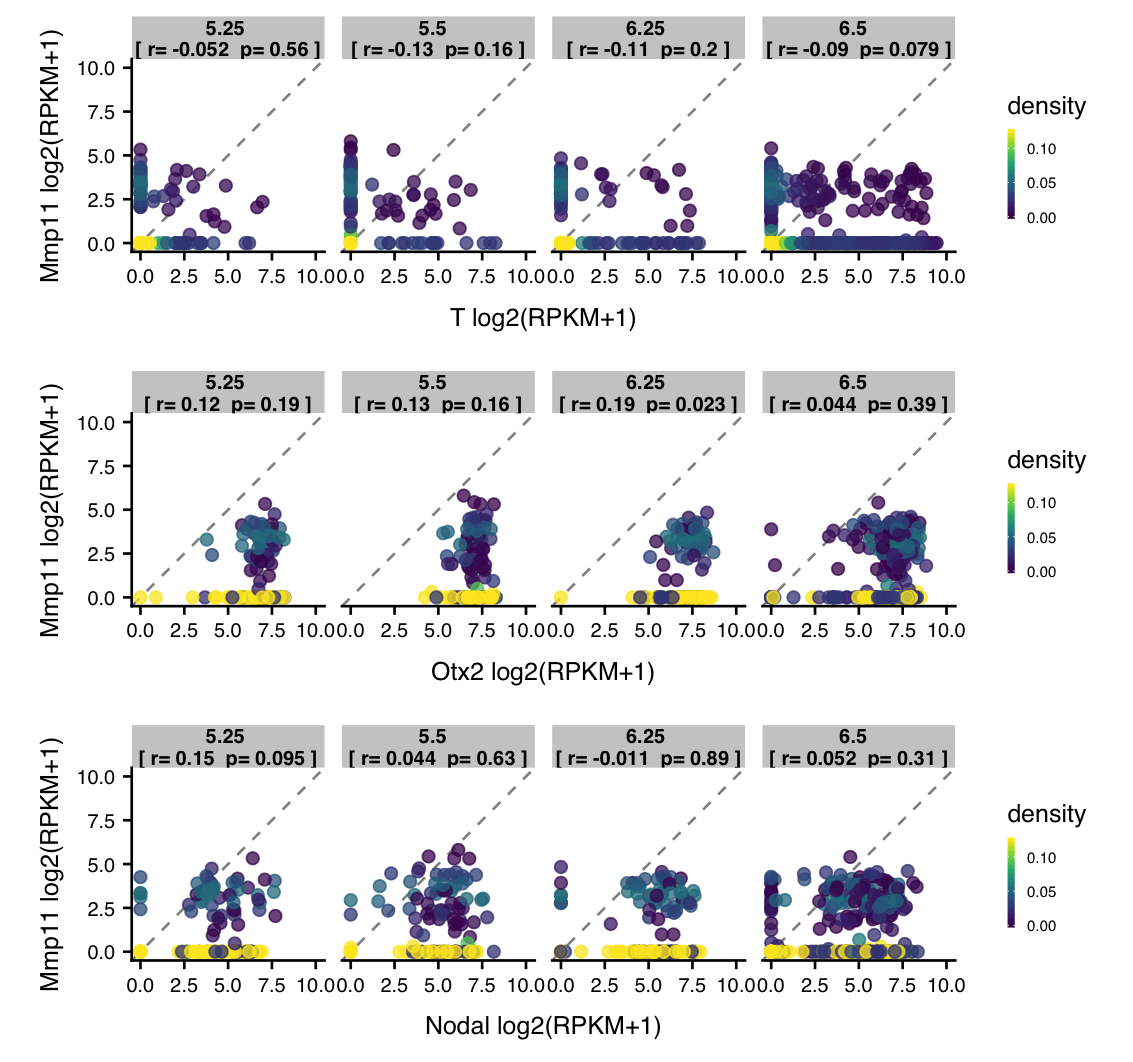 5.25 5.5 6.25 6.5
[ r= -0.052 p= 0.56 ] [ r= -0.13 p= 0.16 ] [ r= -0.11 p= 0.2 ] [ r= -0.09 p= 0.079 ]
Mmp11 log2(RPKM+1)
10.0
7.5
5.0
2.5
0.0
0.0 2.5 5.0 7.5 10.0 0.0 2.5 5.0 7.5 10.0 0.0 2.5 5.0 7.5 10.0 0.0 2.5 5.0 7.5 10.0
T log2(RPKM+1)
density
0.10
0.05
0.00
5.25 5.5 6.25 6.5
[ r= 0.12 p= 0.19 ] [ r= 0.13 p= 0.16 ] [ r= 0.19 p= 0.023 ] [ r= 0.044 p= 0.39 ]
Mmp11 log2(RPKM+1)
10.0
7.5
5.0
2.5
0.0
0.0 2.5 5.0 7.5 10.0 0.0 2.5 5.0 7.5 10.0 0.0 2.5 5.0 7.5 10.0 0.0 2.5 5.0 7.5 10.0
Otx2 log2(RPKM+1)
density
0.10
0.05
0.00
5.25 5.5 6.25 6.5
[ r= 0.15 p= 0.095 ] [ r= 0.044 p= 0.63 ] [ r= -0.011 p= 0.89 ] [ r= 0.052 p= 0.31 ]
Mmp11 log2(RPKM+1)
10.0
7.5
5.0
2.5
0.0
0.0 2.5 5.0 7.5 10.0 0.0 2.5 5.0 7.5 10.0 0.0 2.5 5.0 7.5 10.0 0.0 2.5 5.0 7.5 10.0
Nodal log2(RPKM+1)
density
0.10
0.05
0.00